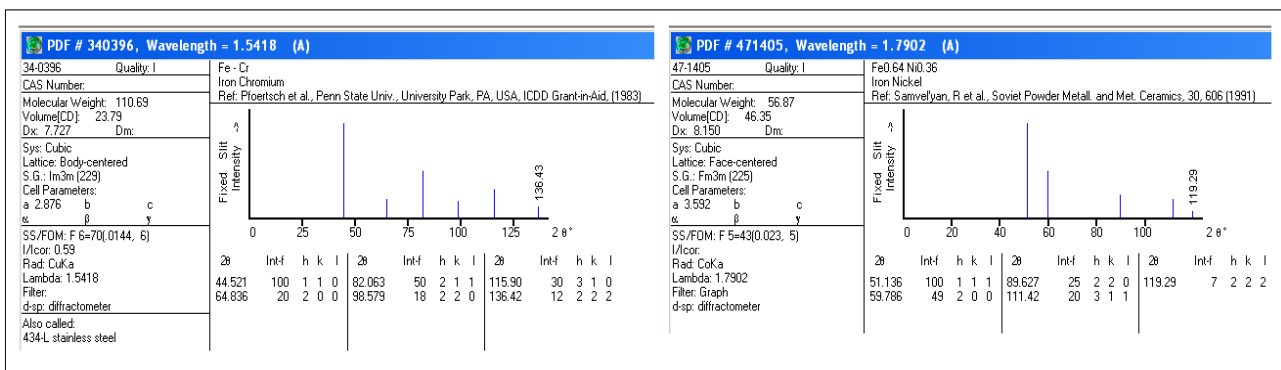 PDF # 340396, Wavelength = 1.5418 (A)
34-0396 Quality: I
CAS Number:
Molecular Weight: 110.69
Volume[CD]: 23.79
Dx: 7.727 Dm:
Sys: Cubic
Lattice: Body-centered
S.G.: Im3m (229)
Cell Parameters:
a 2.876 b c
α β γ
SS/FOM: F 6=70(.0144, 6)
I/Icor: 0.59
Rad: CuKa
Lambda: 1.5418
Filter:
d-sp: diffractometer
Also called:
434-L stainless steel
Fe - Cr
Iron Chromium
Ref: Pfoertsch et al., Penn State Univ., University Park, PA, USA, ICDD Grant-in-Aid, (1983)
Fixed Slit
Intensity ->
136.43
0 25 50 75 100 125 2 θ°
2θ Int-f h k l 2θ Int-f h k l 2θ Int-f h k l
44.521 100 1 1 0 82.063 50 2 1 1 115.90 30 3 1 0
64.836 20 2 0 0 98.579 18 2 2 0 136.42 12 2 2 2
PDF # 471405, Wavelength = 1.7902 (A)
47-1405 Quality: I
CAS Number:
Molecular Weight: 56.87
Volume[CD]: 46.35
Dx: 8.150 Dm:
Sys: Cubic
Lattice: Face-centered
S.G.: Fm3m (225)
Cell Parameters:
a 3.592 b c
α β γ
SS/FOM: F 5=43(0.023, 5)
I/Icor:
Rad: CoKa
Lambda: 1.7902
Filter: Graph
d-sp: diffractometer
Fe0.64 Ni0.36
Iron Nickel
Ref: Samvel'yan, R et al., Soviet Powder Metall. and Met. Ceramics, 30, 606 (1991)
Fixed Slit
Intensity ->
119.29
0 20 40 60 80 100 2 θ°
2θ Int-f h k l 2θ Int-f h k l 2θ Int-f h k l
51.136 100 1 1 1 89.627 25 2 2 0 119.29 7 2 2 2
59.786 49 2 0 0 111.42 20 3 1 1